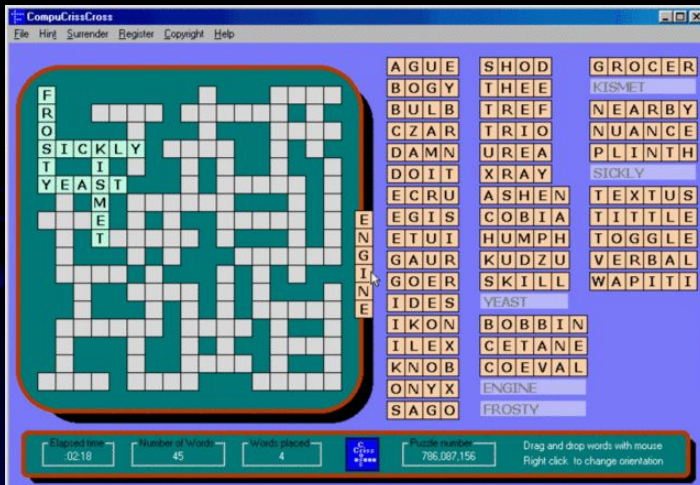 CompuCrissCross
File Hint Surrender Register Copyright Help
FROSTY
SICKLY
KISMET
YEAST
ENGINE
AGUE
BOGY
BULB
CZAR
DAMN
DOIT
ECRU
EGIS
ETUI
GAUR
GOER
IDES
IKON
ILEX
KNOB
ONYX
SAGO
SHOD
THEE
TREF
TRIO
UREA
XRAY
ASHEN
COBIA
HUMPH
KUDZU
SKILL
YEAST
BOBBIN
CETANE
COEVAL
ENGINE
FROSTY
GROCER
KISMET
NEARBY
NUANCE
PLINTH
SICKLY
TEXTUS
TITTLE
TOGGLE
VERBAL
WAPITI
Elapsed time
:02:18
Number of Words
45
Words placed
4
Criss
Puzzle number
786,087,156
Drag and drop words with mouse
Right click to change orientation